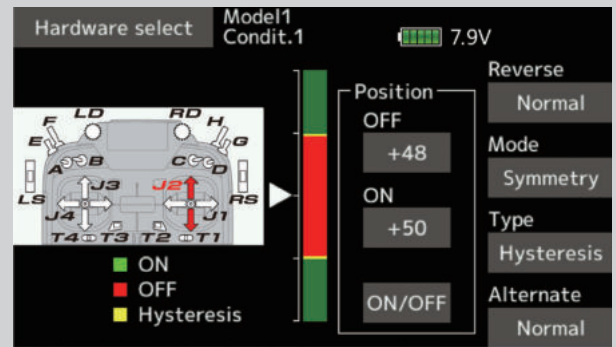 Hardware select
Model1
Condit.1
7.9V
F
LD
RD
H
E
G
A
B
C
D
J3
J2
LS
RS
J4
J1
T4
T3
T2
T1
ON
OFF
Hysteresis
Position
OFF
+48
ON
+50
ON/OFF
Reverse
Normal
Mode
Symmetry
Type
Hysteresis
Alternate
Normal